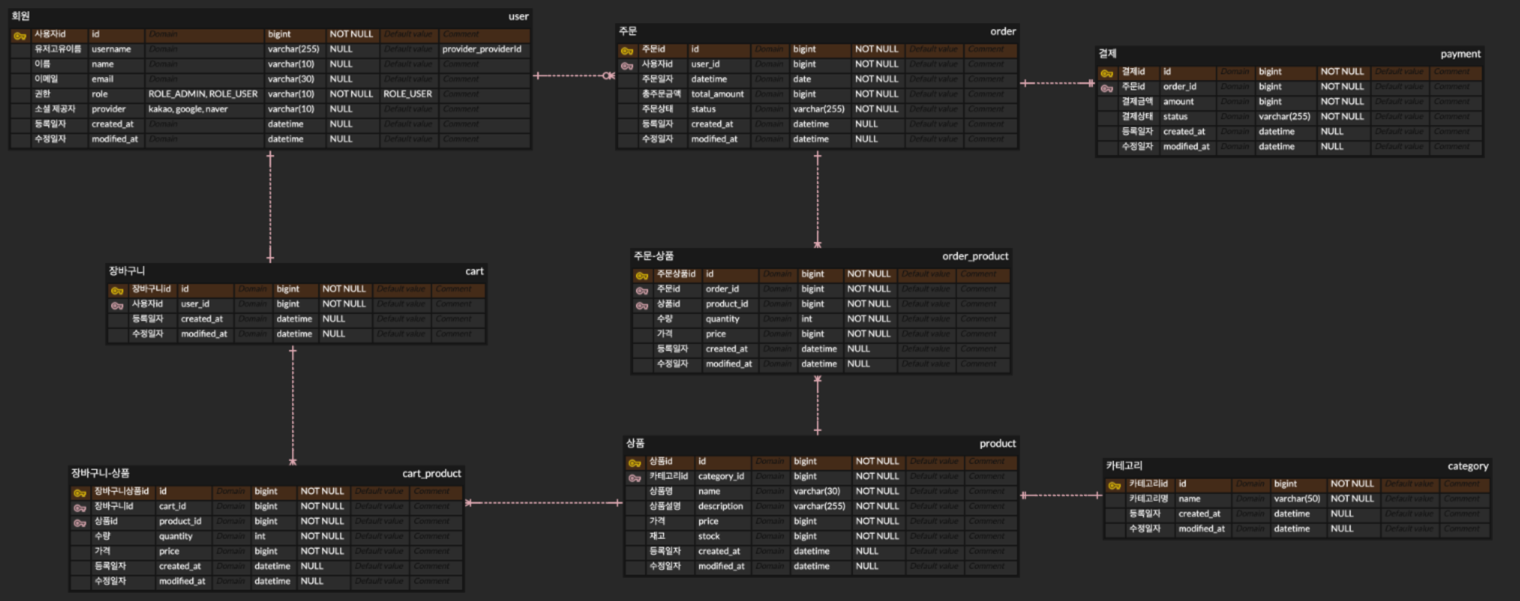 회원 user
사용자id id Domain bigint NOT NULL Default value Comment
유저고유이름 username Domain varchar(255) NULL Default value provider_providerId
이름 name Domain varchar(10) NULL Default value Comment
이메일 email Domain varchar(30) NULL Default value Comment
권한 role ROLE_ADMIN, ROLE_USER varchar(10) NOT NULL ROLE_USER Comment
소셜 제공자 provider kakao, google, naver varchar(10) NULL Default value Comment
등록일자 created_at Domain datetime NULL Default value Comment
수정일자 modified_at Domain datetime NULL Default value Comment
주문 order
주문id id Domain bigint NOT NULL Default value Comment
사용자id user_id Domain bigint NOT NULL Default value Comment
주문일자 datetime Domain date NOT NULL Default value Comment
총주문금액 total_amount Domain bigint NOT NULL Default value Comment
주문상태 status Domain varchar(255) NOT NULL Default value Comment
등록일자 created_at Domain datetime NULL Default value Comment
수정일자 modified_at Domain datetime NULL Default value Comment
결제 payment
결제id id Domain bigint NOT NULL Default value Comment
주문id order_id Domain bigint NOT NULL Default value Comment
결제금액 amount Domain bigint NOT NULL Default value Comment
결제상태 status Domain varchar(255) NOT NULL Default value Comment
등록일자 created_at Domain datetime NULL Default value Comment
수정일자 modified_at Domain datetime NULL Default value Comment
장바구니 cart
장바구니id id Domain bigint NOT NULL Default value Comment
사용자id user_id Domain bigint NOT NULL Default value Comment
등록일자 created_at Domain datetime NULL Default value Comment
수정일자 modified_at Domain datetime NULL Default value Comment
주문-상품 order_product
주문상품id id Domain bigint NOT NULL Default value Comment
주문id order_id Domain bigint NOT NULL Default value Comment
상품id product_id Domain bigint NOT NULL Default value Comment
수량 quantity Domain int NOT NULL Default value Comment
가격 price Domain bigint NOT NULL Default value Comment
등록일자 created_at Domain datetime NULL Default value Comment
수정일자 modified_at Domain datetime NULL Default value Comment
장바구니-상품 cart_product
장바구니상품id id Domain bigint NOT NULL Default value Comment
장바구니id cart_id Domain bigint NOT NULL Default value Comment
상품id product_id Domain bigint NOT NULL Default value Comment
수량 quantity Domain int NOT NULL Default value Comment
가격 price Domain bigint NOT NULL Default value Comment
등록일자 created_at Domain datetime NULL Default value Comment
수정일자 modified_at Domain datetime NULL Default value Comment
상품 product
상품id id Domain bigint NOT NULL Default value Comment
카테고리id category_id Domain bigint NOT NULL Default value Comment
상품명 name Domain varchar(30) NOT NULL Default value Comment
상품설명 description Domain varchar(255) NOT NULL Default value Comment
가격 price Domain bigint NOT NULL Default value Comment
재고 stock Domain bigint NOT NULL Default value Comment
등록일자 created_at Domain datetime NULL Default value Comment
수정일자 modified_at Domain datetime NULL Default value Comment
카테고리 category
카테고리id id Domain bigint NOT NULL Default value Comment
카테고리명 name Domain varchar(50) NOT NULL Default value Comment
등록일자 created_at Domain datetime NULL Default value Comment
수정일자 modified_at Domain datetime NULL Default value Comment